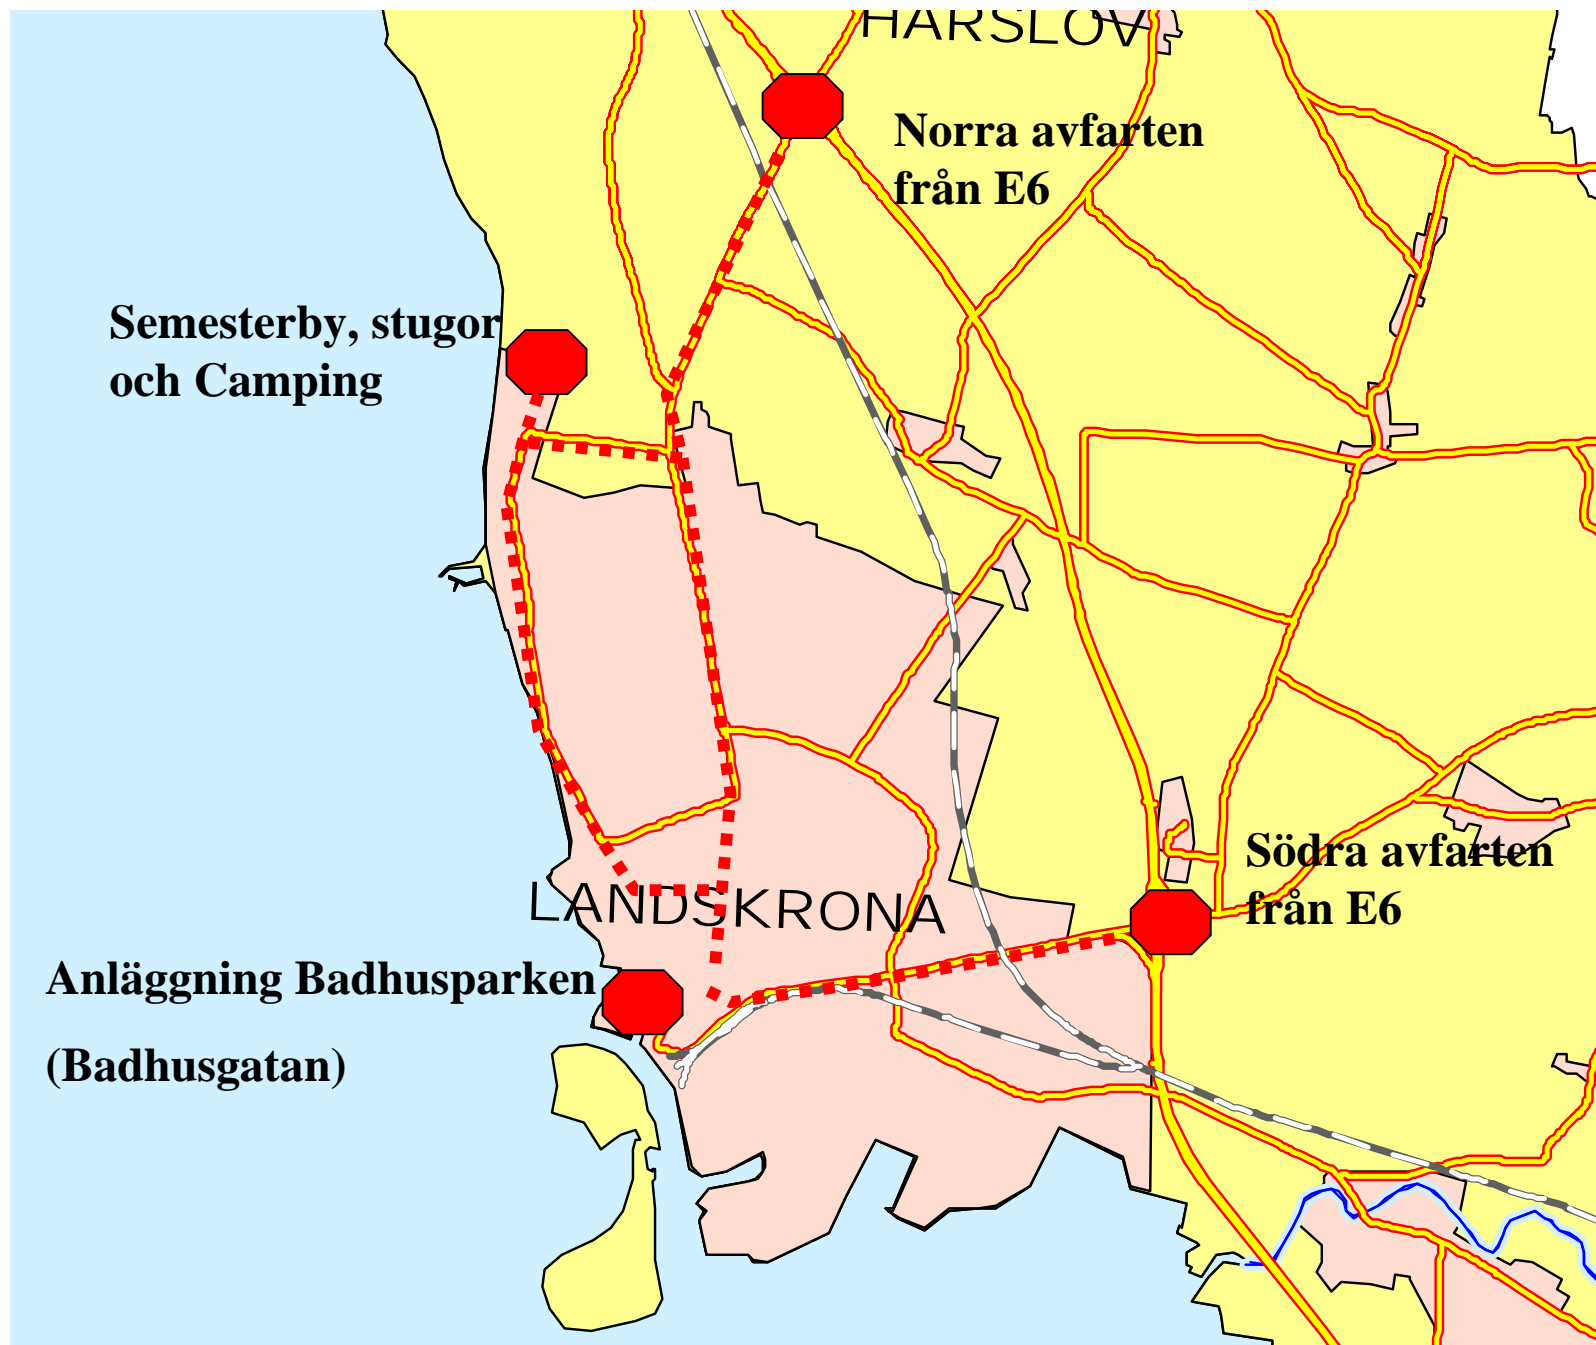 HÄRSLÖV
Norra avfarten
från E6
Semesterby, stugor
och Camping
Södra avfarten
från E6
LANDSKRONA
Anläggning Badhusparken
(Badhusgatan)